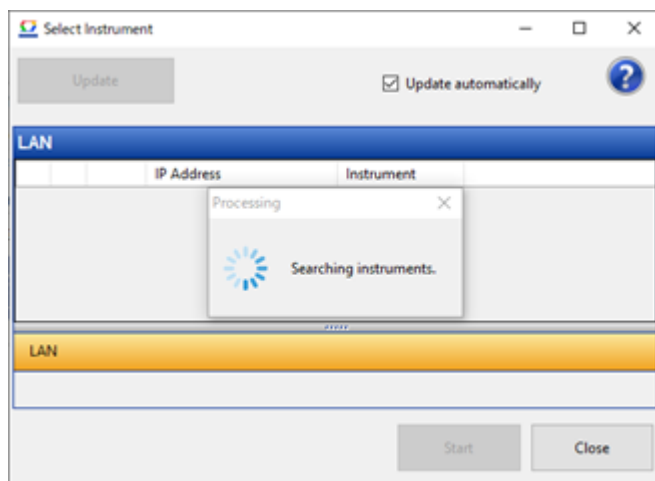 Select Instrument
Update
Update automatically
?
LAN
IP Address Instrument
Processing
Searching instruments.
LAN
Start Close